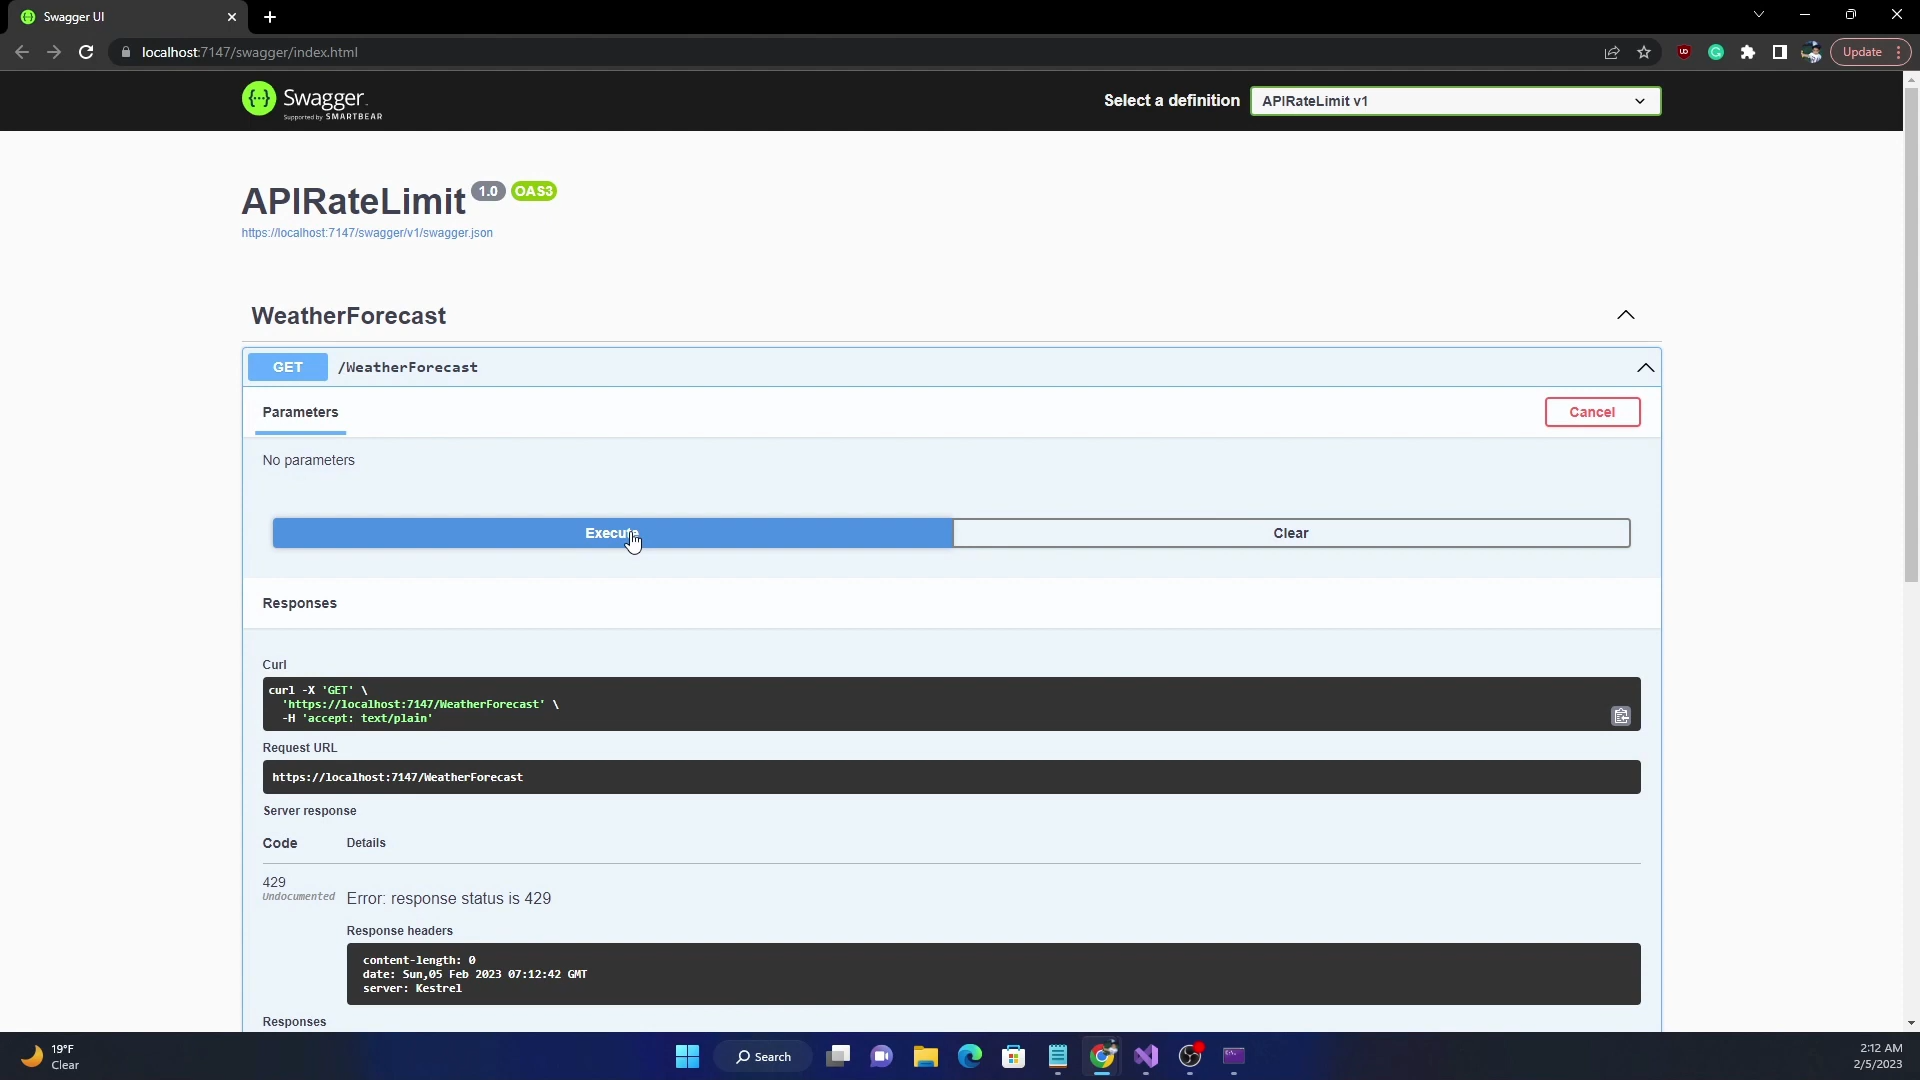 Swagger UI
localhost:7147/swagger/index.html
Update
Swagger
Supported by SMARTBEAR
Select a definition
APIRateLimit v1
APIRateLimit 1.0 OAS3
https://localhost:7147/swagger/v1/swagger.json
WeatherForecast
GET /WeatherForecast
Parameters
Cancel
No parameters
Execute
Clear
Responses
Curl
curl -X 'GET' \
'https://localhost:7147/WeatherForecast' \
-H 'accept: text/plain'
Request URL
https://localhost:7147/WeatherForecast
Server response
Code Details
429
Undocumented
Error: response status is 429
Response headers
content-length: 0
date: Sun,05 Feb 2023 07:12:42 GMT
server: Kestrel
Responses
19°F
Clear
Search
2:12 AM
2/5/2023